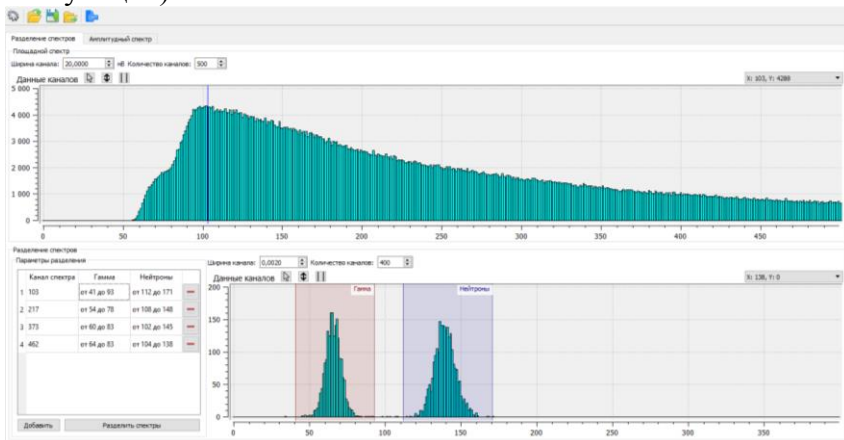 Разделение спектров Амплитудный спектр
Площадной спектр
Ширина канала: 20,0000 нВ Количество каналов: 500
Данные каналов X: 103, Y: 4288
5 000
4 000
3 000
2 000
1 000
0
0 50 100 150 200 250 300 350 400 450
Разделение спектров
Параметры разделения
Канал спектра Гамма Нейтроны
1 103 от 41 до 93 от 112 до 171
2 217 от 54 до 78 от 108 до 148
3 373 от 60 до 83 от 102 до 145
4 462 от 64 до 83 от 104 до 138
Добавить Разделить спектры
Ширина канала: 0,0020 Количество каналов: 400
Данные каналов X: 138, Y: 0
200
150
100
50
0
Гамма Нейтроны
0 50 100 150 200 250 300 350